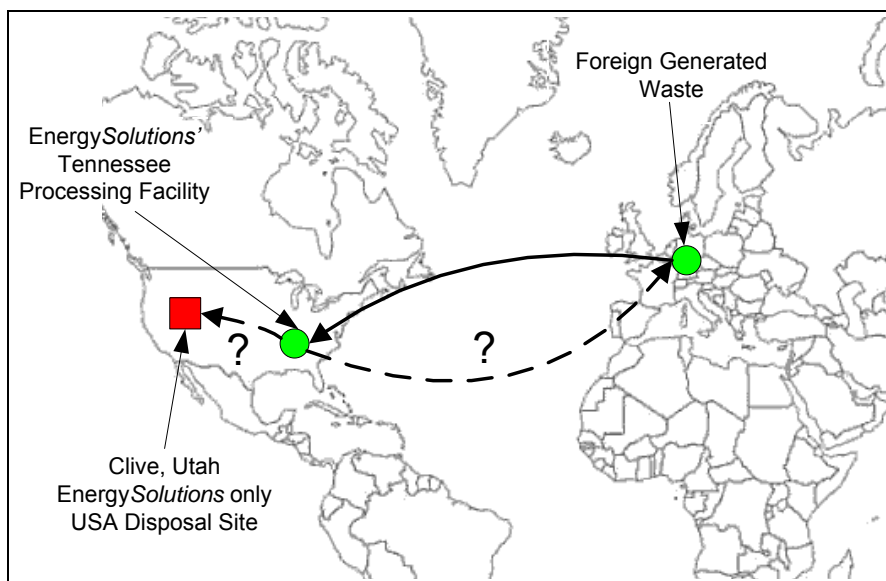 Foreign Generated
Waste
EnergySolutions’
Tennessee
Processing Facility
?
?
Clive, Utah
EnergySolutions only
USA Disposal Site